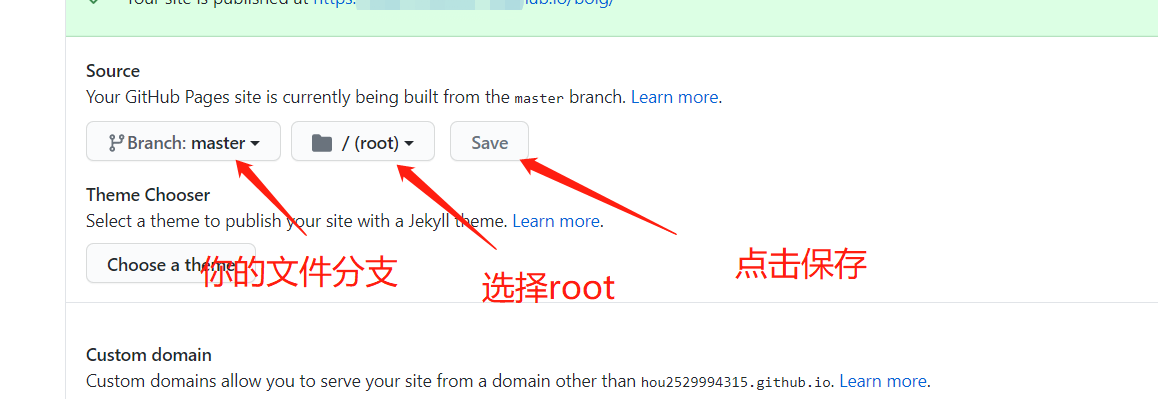 Your site is published at https: lub.io/bolg/
Source
Your GitHub Pages site is currently being built from the master branch. Learn more.
Branch: master
/ (root)
Save
Theme Chooser
Select a theme to publish your site with a Jekyll theme. Learn more.
Choose a theme
你的文件分支
选择root
点击保存
Custom domain
Custom domains allow you to serve your site from a domain other than hou2529994315.github.io. Learn more.